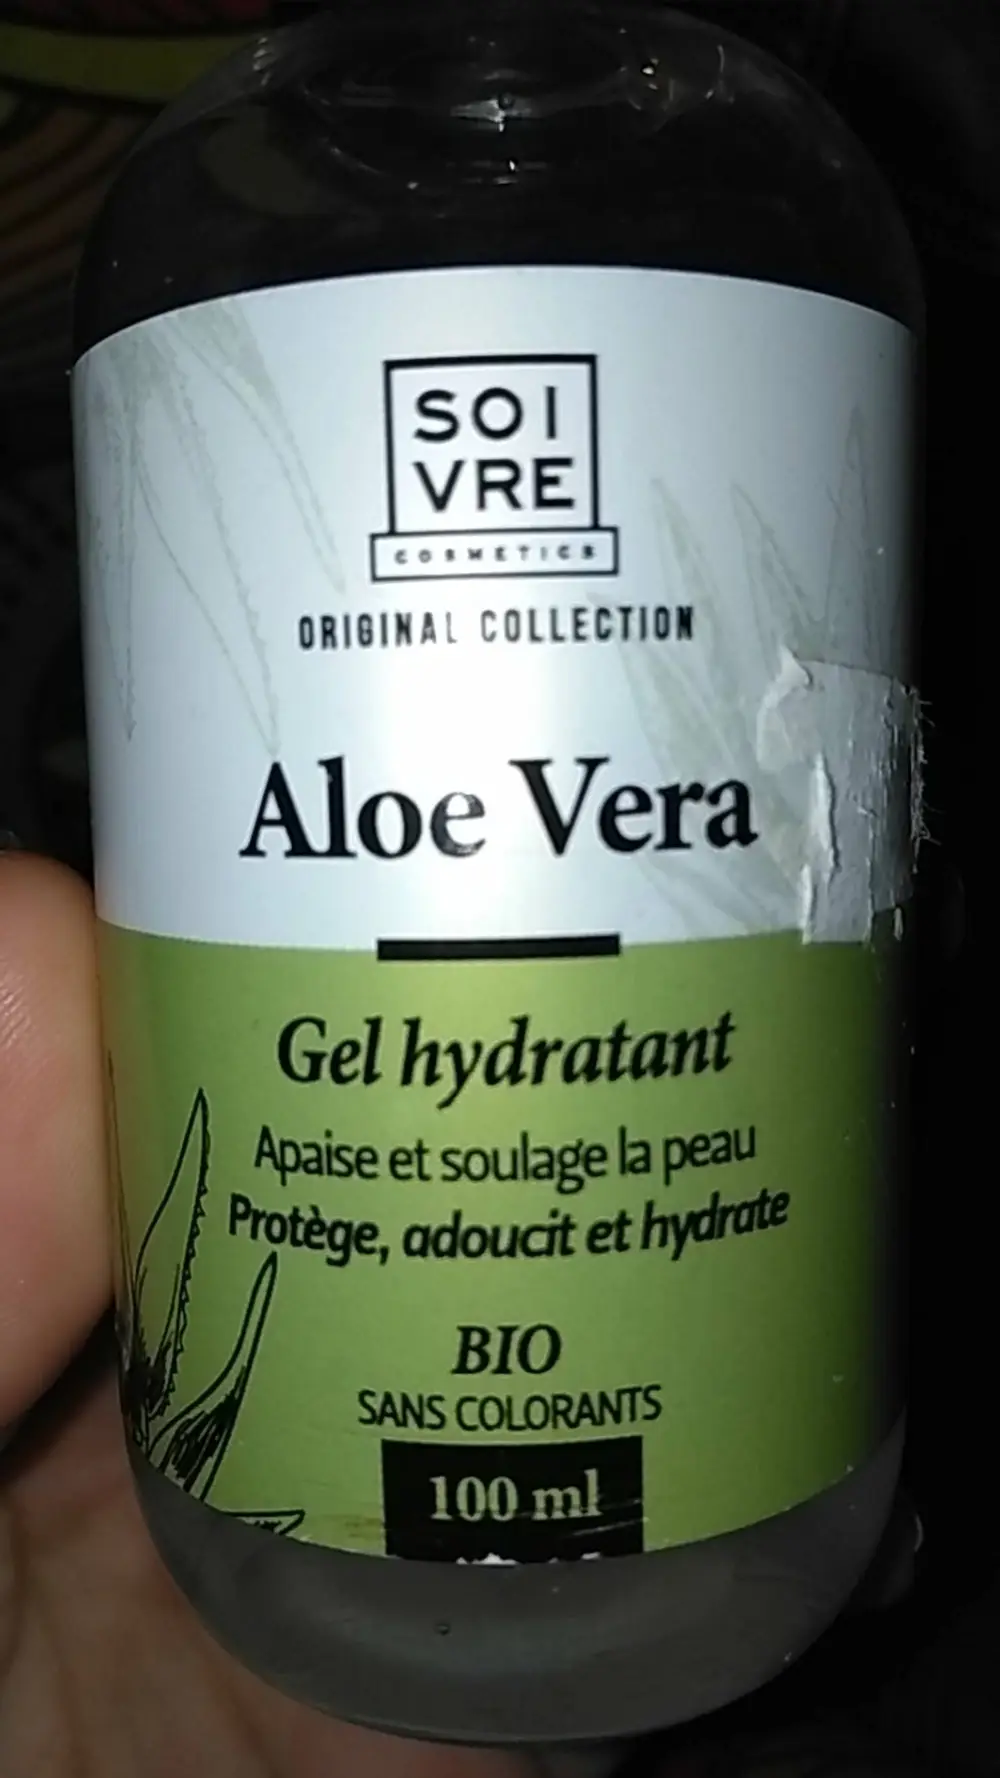 SOI
VRE
COSMETICS
ORIGINAL COLLECTION
Aloe Vera
Gel hydratant
Apaise et soulage la peau
Protège, adoucit et hydrate
BIO
SANS COLORANTS
100 ml